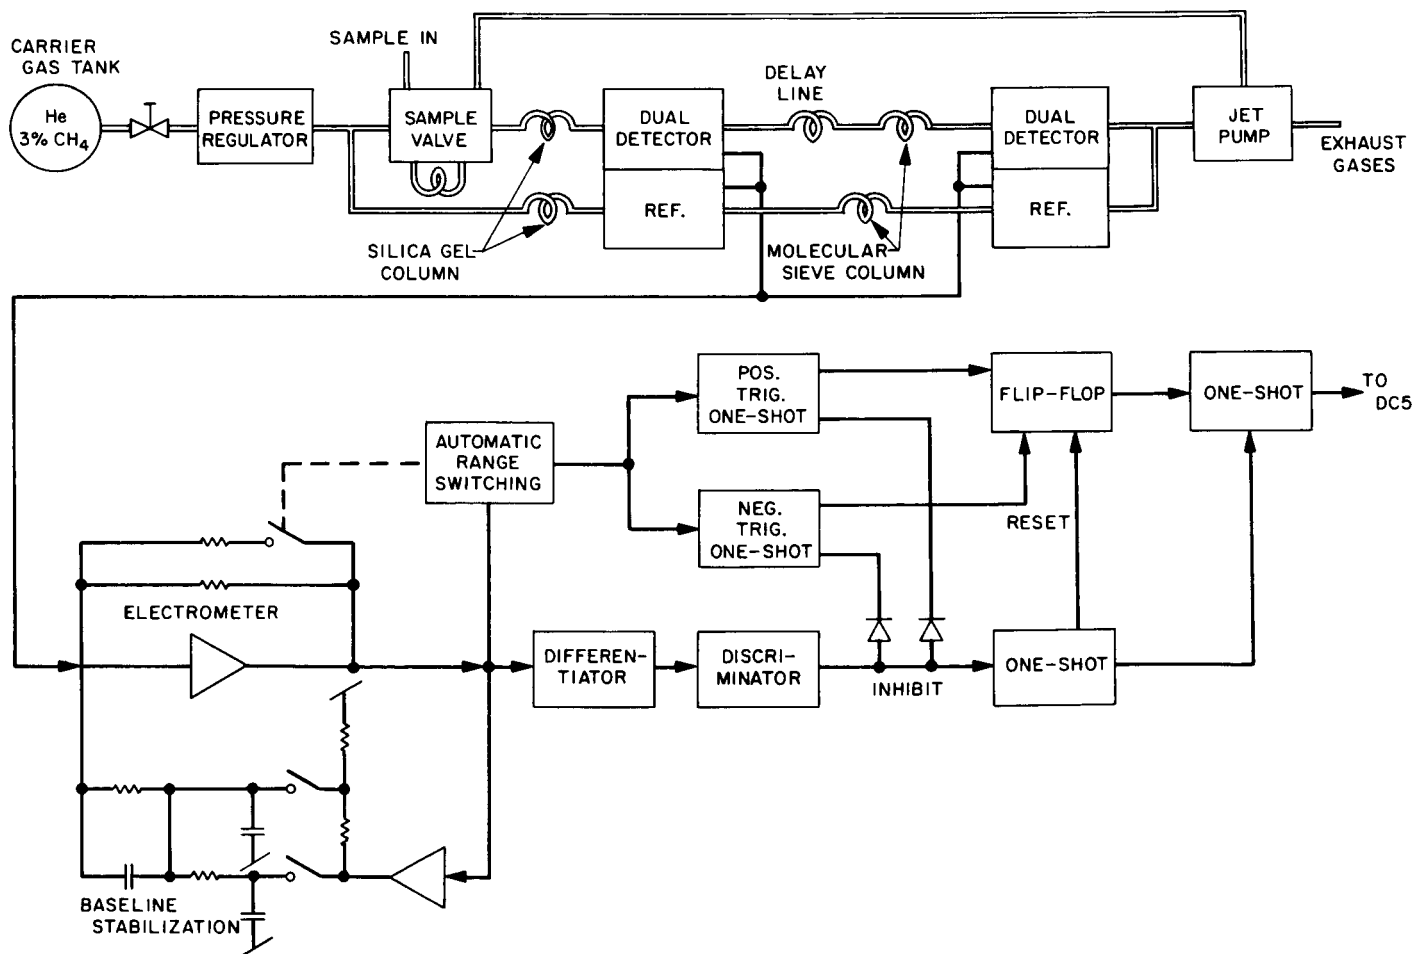 CARRIER
GAS TANK
He
3% CH4
PRESSURE
REGULATOR
SAMPLE IN
SAMPLE
VALVE
SILICA GEL
COLUMN
DUAL
DETECTOR
REF.
DELAY
LINE
MOLECULAR
SIEVE COLUMN
DUAL
DETECTOR
REF.
JET
PUMP
EXHAUST
GASES
POS.
TRIG.
ONE-SHOT
FLIP-FLOP
ONE-SHOT
TO
DC5
AUTOMATIC
RANGE
SWITCHING
NEG.
TRIG.
ONE-SHOT
RESET
ELECTROMETER
DIFFEREN-
TIATOR
DISCRI-
MINATOR
INHIBIT
ONE-SHOT
BASELINE
STABILIZATION